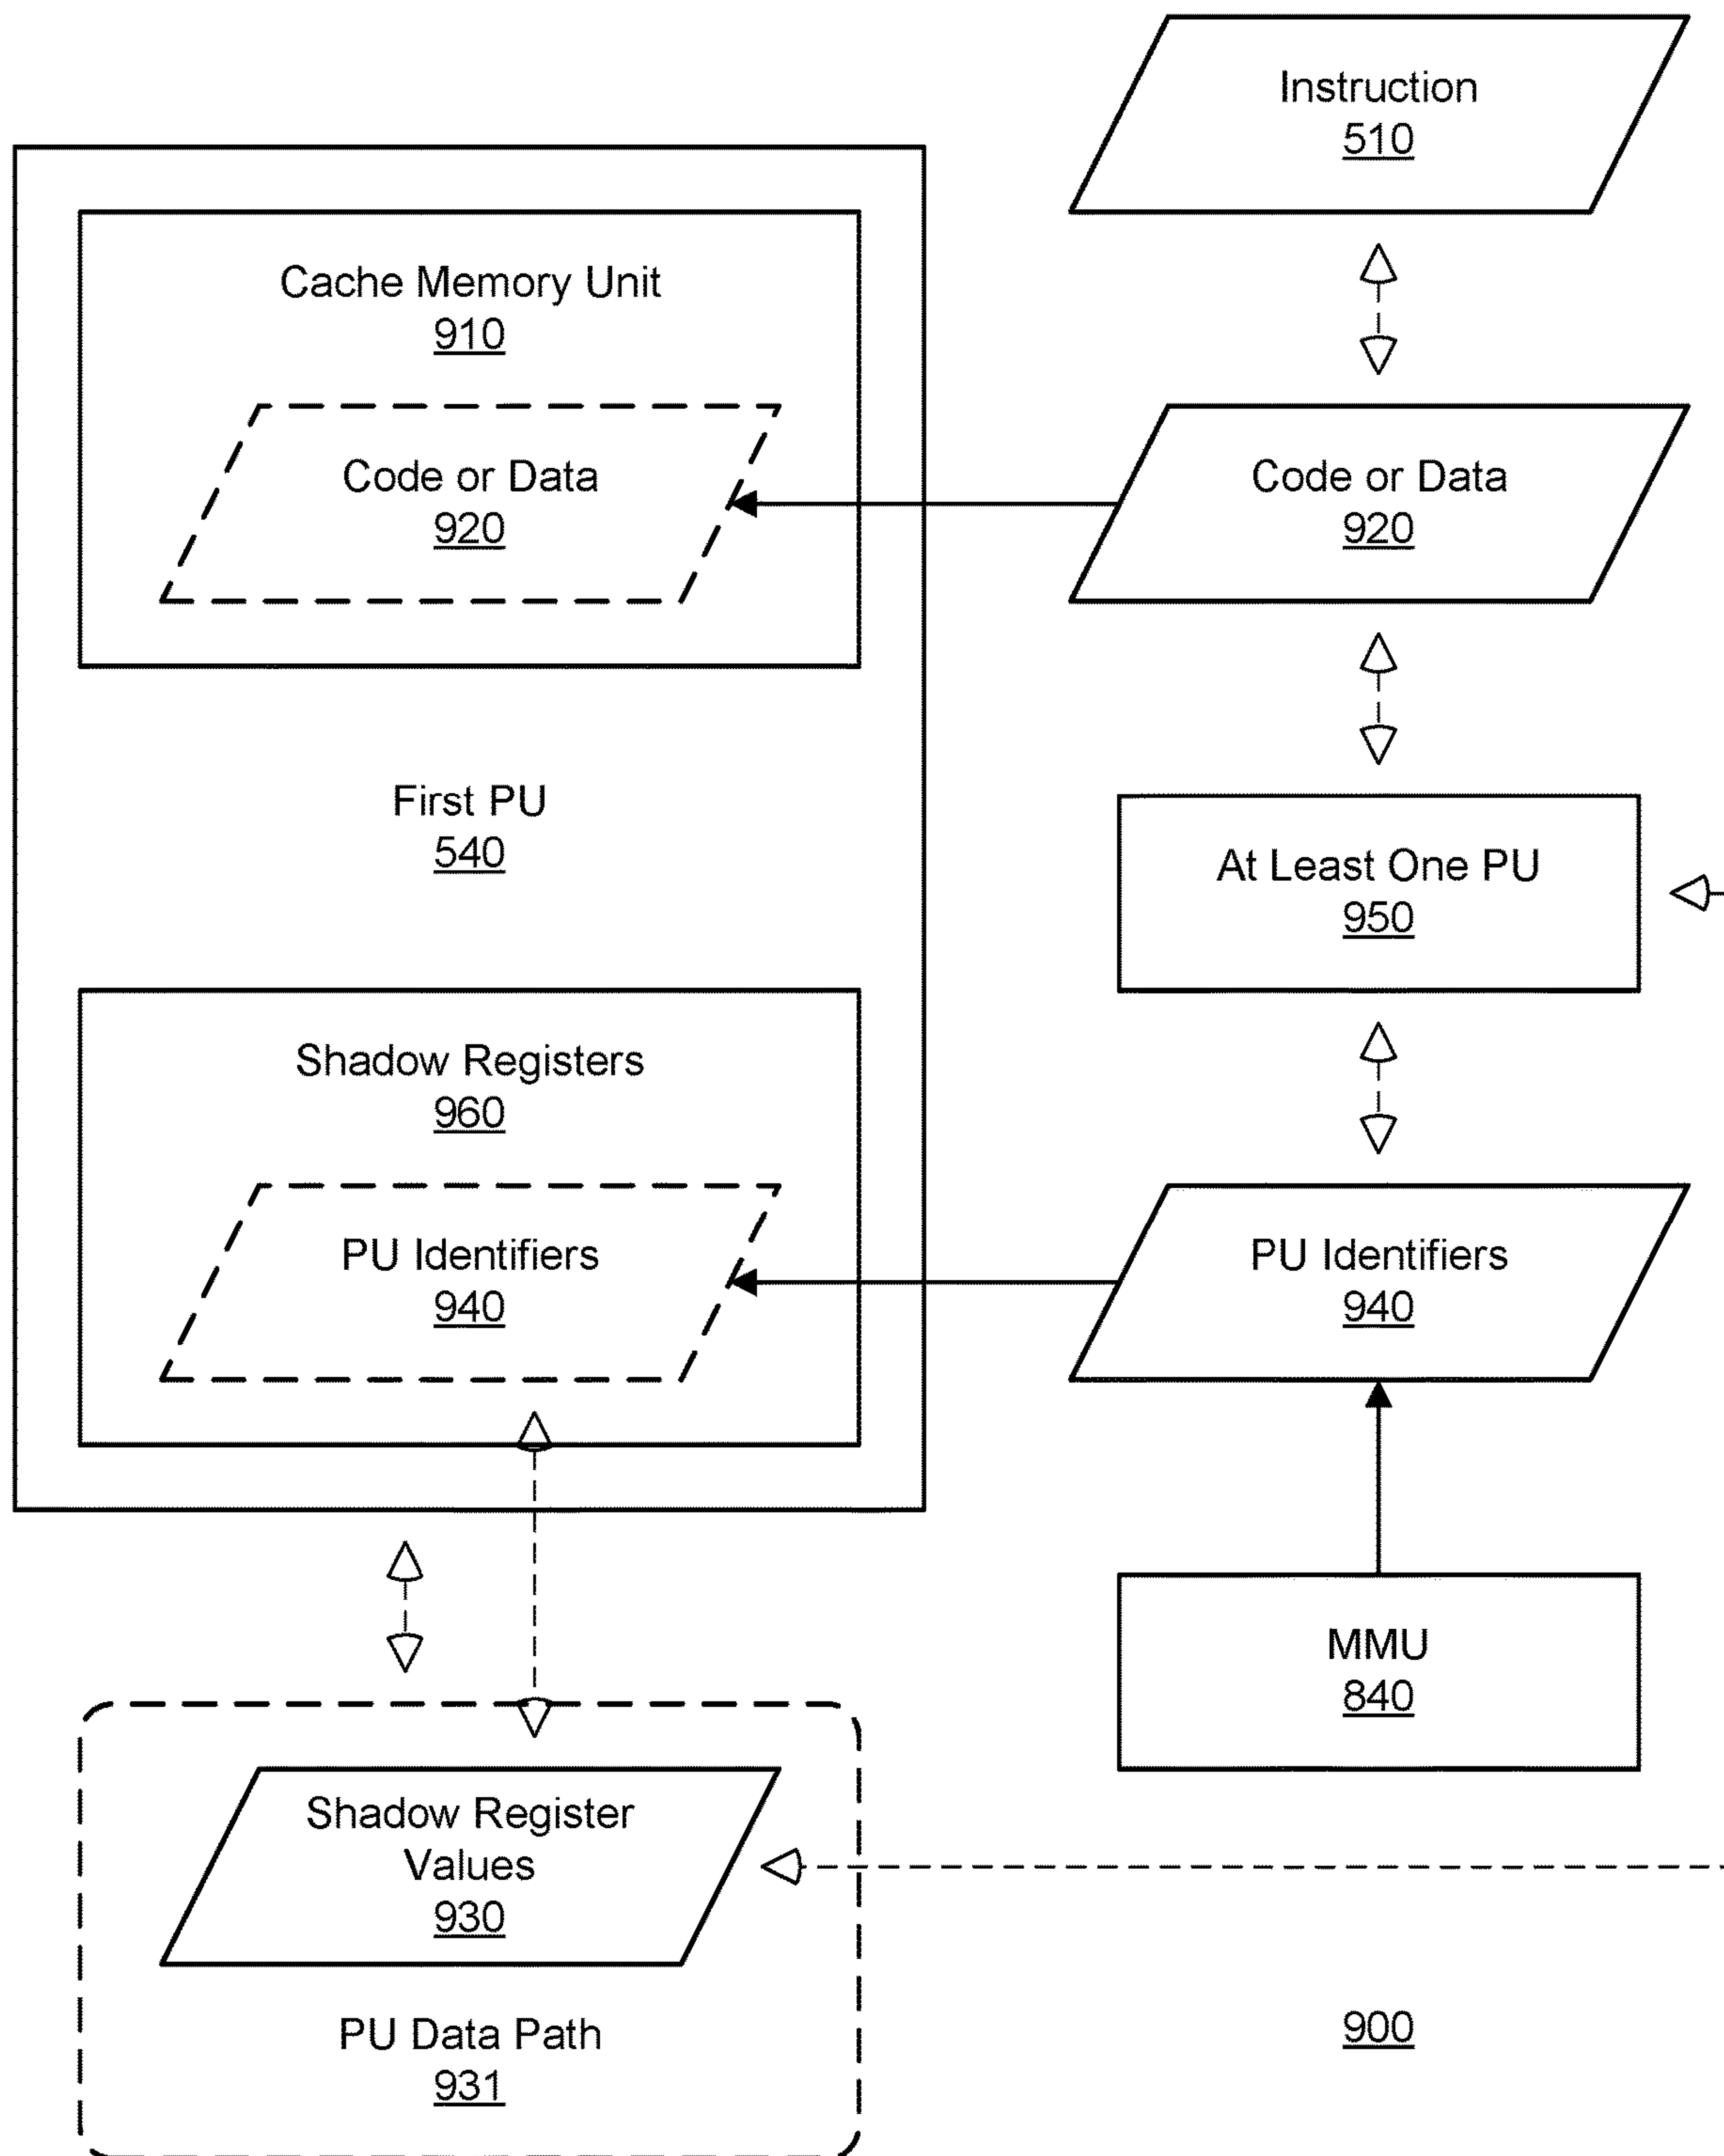 Instruction
510
Cache Memory Unit
910
Code or Data
920
Code or Data
920
First PU
540
At Least One PU
950
Shadow Registers
960
PU Identifiers
940
PU Identifiers
940
MMU
840
Shadow Register
Values
930
PU Data Path
931
900